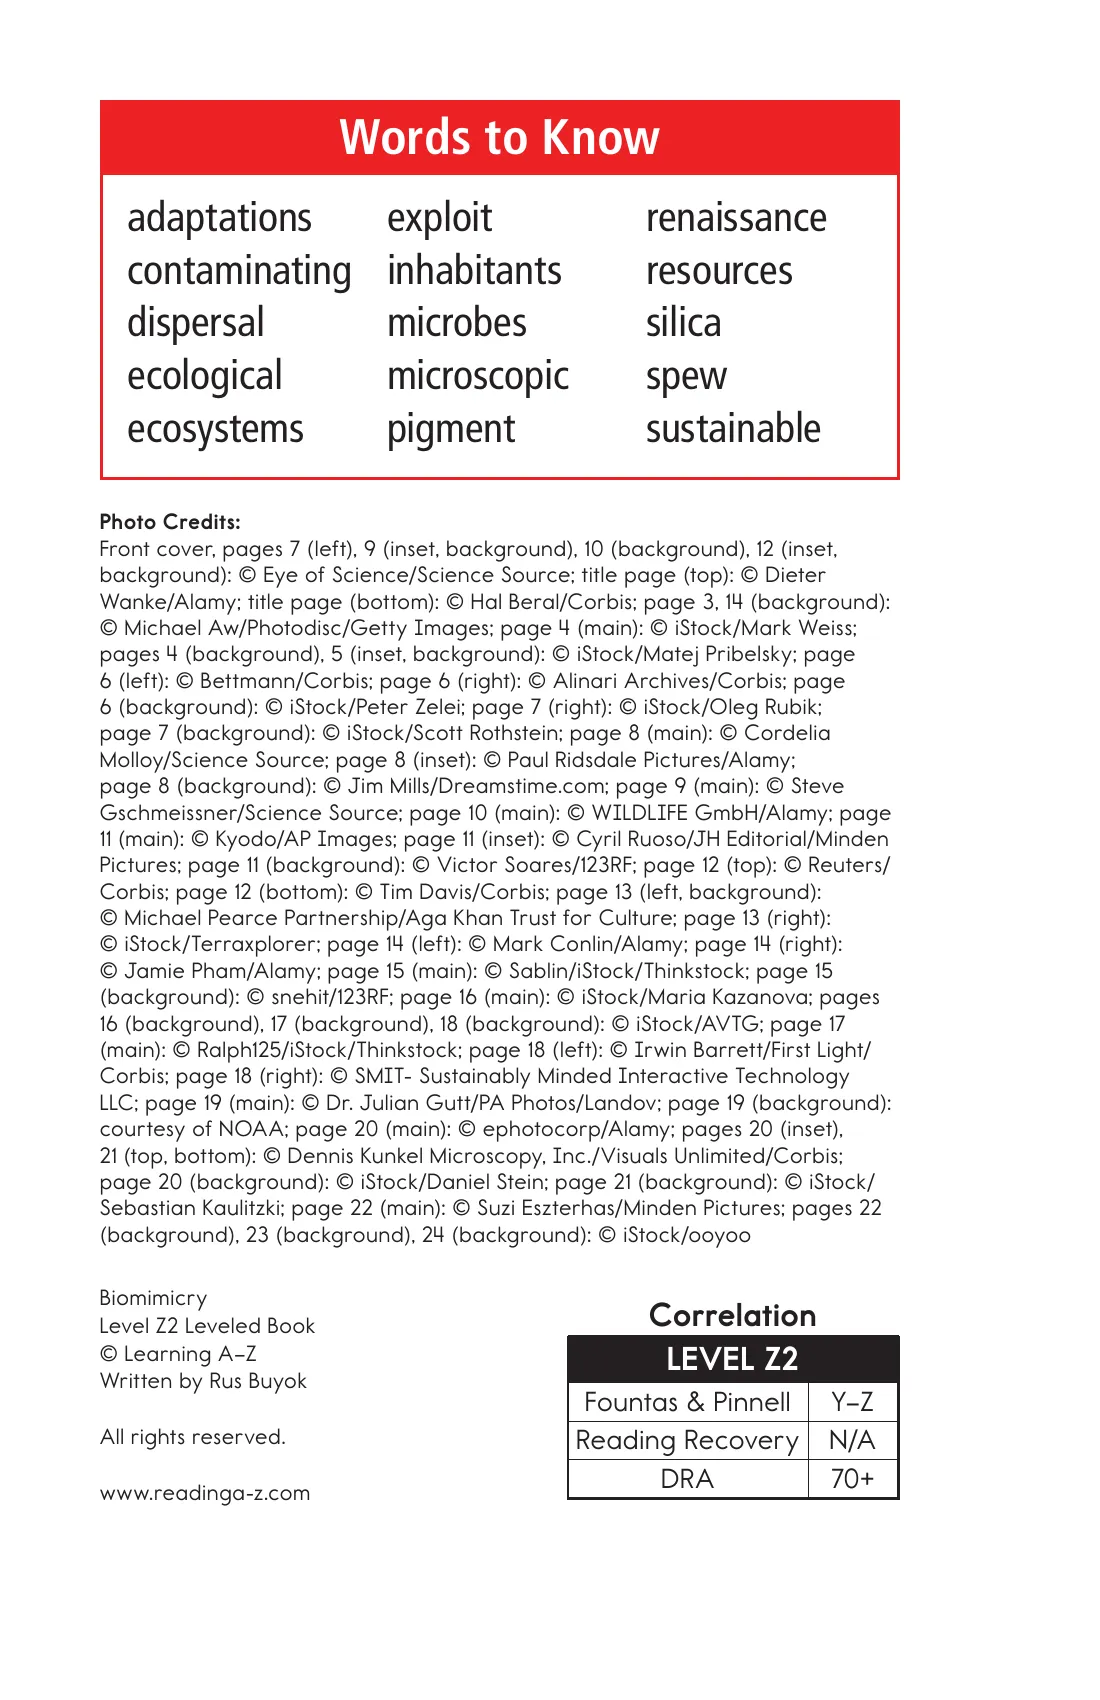 Words to Know
adaptations exploit renaissance
contaminating inhabitants resources
dispersal microbes silica
ecological microscopic spew
ecosystems pigment sustainable
Photo Credits:
Front cover, pages 7 (left), 9 (inset, background), 10 (background), 12 (inset,
background): © Eye of Science/Science Source; title page (top): © Dieter
Wanke/Alamy; title page (bottom): © Hal Beral/Corbis; page 3, 14 (background):
© Michael Aw/Photodisc/Getty Images; page 4 (main): © iStock/Mark Weiss;
pages 4 (background), 5 (inset, background): © iStock/Matej Pribelsky; page
6 (left): © Bettmann/Corbis; page 6 (right): © Alinari Archives/Corbis; page
6 (background): © iStock/Peter Zelei; page 7 (right): © iStock/Oleg Rubik;
page 7 (background): © iStock/Scott Rothstein; page 8 (main): © Cordelia
Molloy/Science Source; page 8 (inset): © Paul Ridsdale Pictures/Alamy;
page 8 (background): © Jim Mills/Dreamstime.com; page 9 (main): © Steve
Gschmeissner/Science Source; page 10 (main): © WILDLIFE GmbH/Alamy; page
11 (main): © Kyodo/AP Images; page 11 (inset): © Cyril Ruoso/JH Editorial/Minden
Pictures; page 11 (background): © Victor Soares/123RF; page 12 (top): © Reuters/
Corbis; page 12 (bottom): © Tim Davis/Corbis; page 13 (left, background):
© Michael Pearce Partnership/Aga Khan Trust for Culture; page 13 (right):
© iStock/Terraxplorer; page 14 (left): © Mark Conlin/Alamy; page 14 (right):
© Jamie Pham/Alamy; page 15 (main): © Sablin/iStock/Thinkstock; page 15
(background): © snehit/123RF; page 16 (main): © iStock/Maria Kazanova; pages
16 (background), 17 (background), 18 (background): © iStock/AVTG; page 17
(main): © Ralph125/iStock/Thinkstock; page 18 (left): © Irwin Barrett/First Light/
Corbis; page 18 (right): © SMIT- Sustainably Minded Interactive Technology
LLC; page 19 (main): © Dr. Julian Gutt/PA Photos/Landov; page 19 (background):
courtesy of NOAA; page 20 (main): © ephotocorp/Alamy; pages 20 (inset),
21 (top, bottom): © Dennis Kunkel Microscopy, Inc./Visuals Unlimited/Corbis;
page 20 (background): © iStock/Daniel Stein; page 21 (background): © iStock/
Sebastian Kaulitzki; page 22 (main): © Suzi Eszterhas/Minden Pictures; pages 22
(background), 23 (background), 24 (background): © iStock/ooyoo
Biomimicry
Level Z2 Leveled Book
© Learning A–Z
Written by Rus Buyok
All rights reserved.
www.readinga-z.com
Correlation
LEVEL Z2
Fountas & Pinnell Y–Z
Reading Recovery N/A
DRA 70+